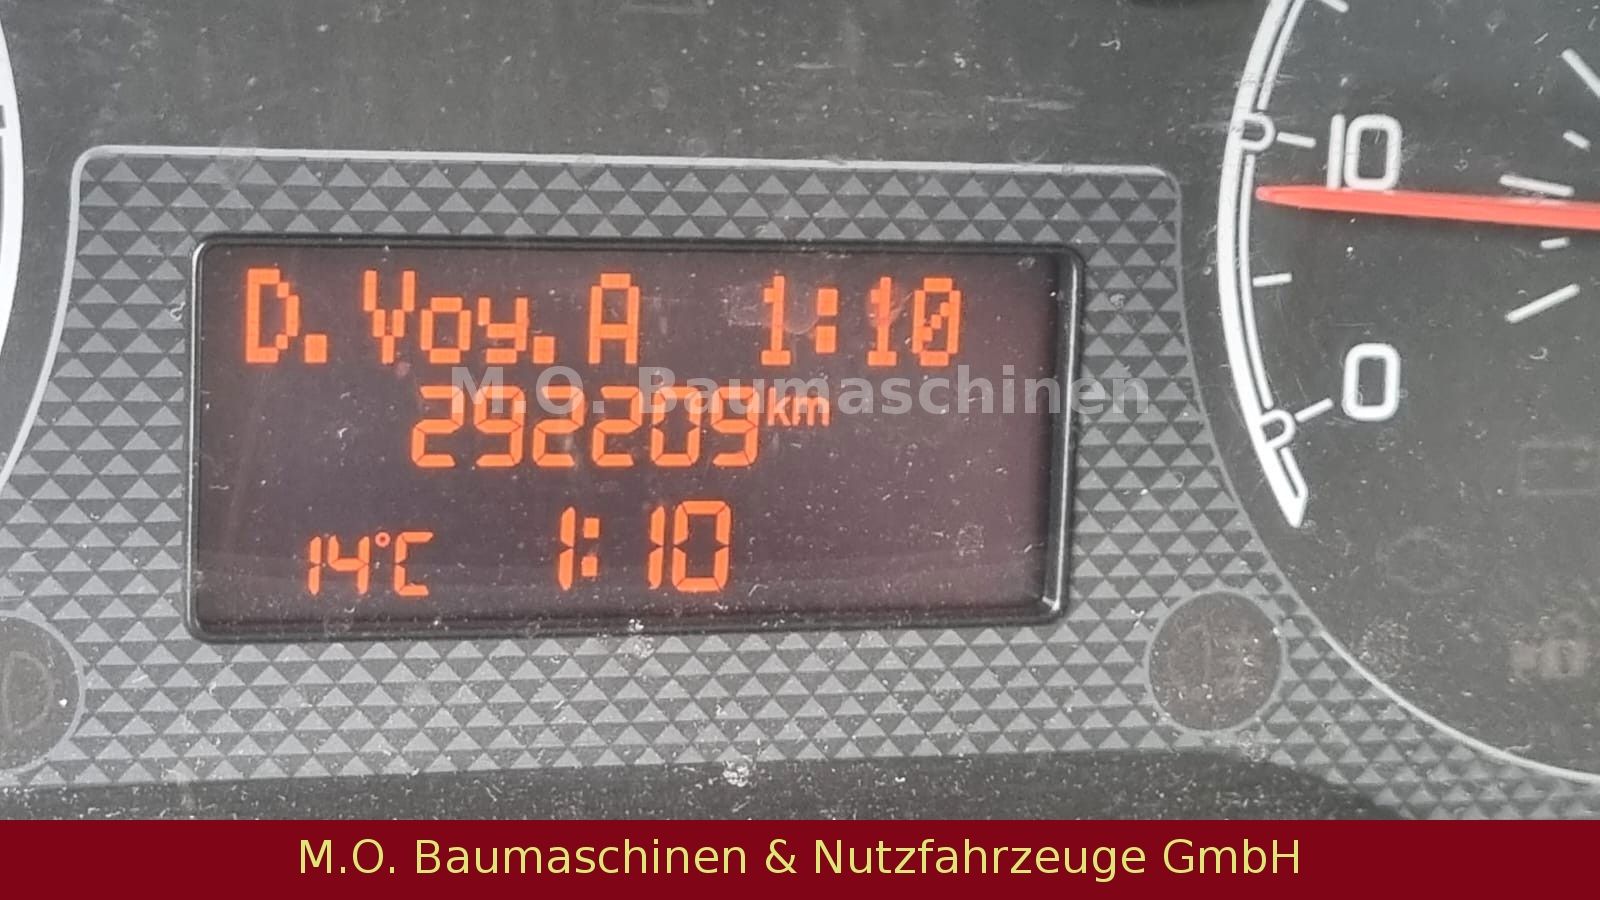 D. Voy. A 1:10
M.O. Baumaschinen
292209 km
14°C 1:10
10
0
M.O. Baumaschinen & Nutzfahrzeuge GmbH